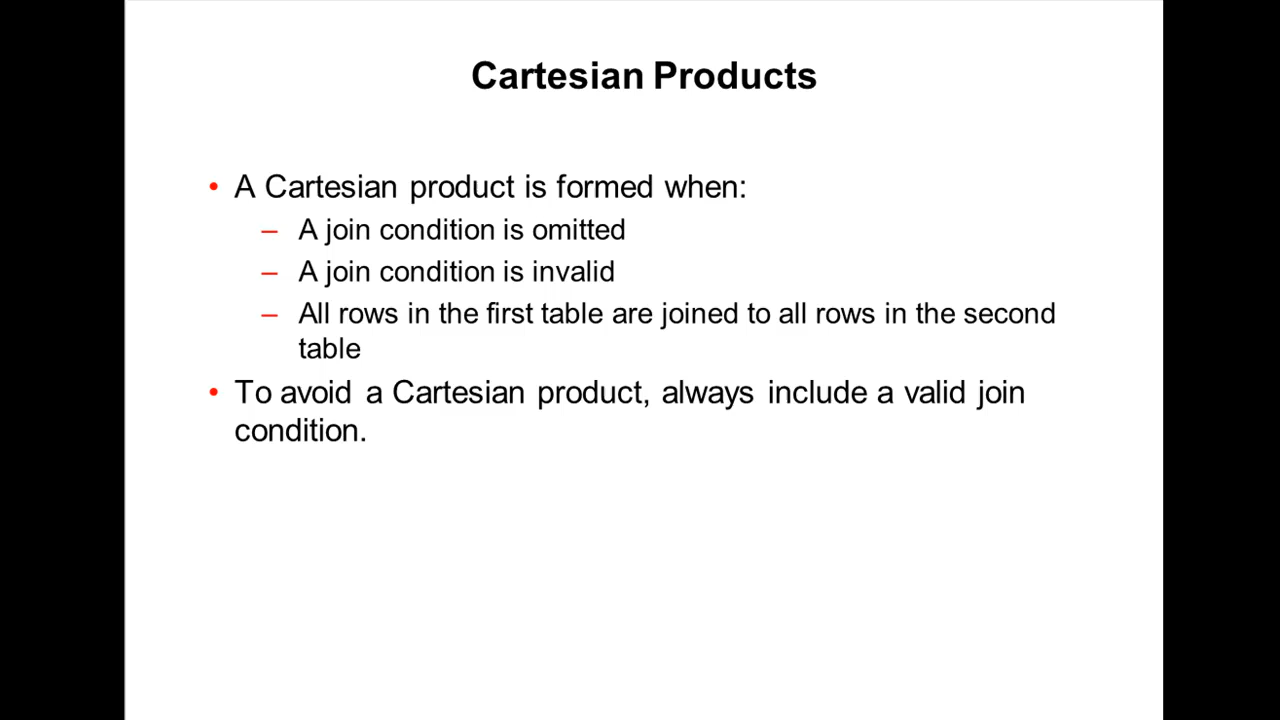 Cartesian Products
• A Cartesian product is formed when:
– A join condition is omitted
– A join condition is invalid
– All rows in the first table are joined to all rows in the second
table
• To avoid a Cartesian product, always include a valid join
condition.